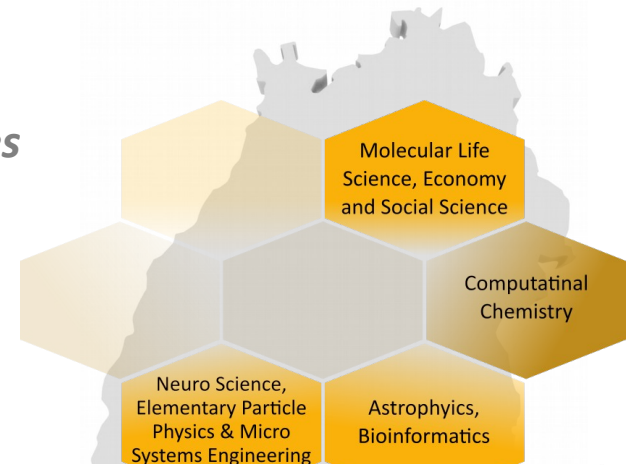 es
Molecular Life
Science, Economy
and Social Science
Computatinal
Chemistry
Neuro Science,
Elementary Particle
Physics & Micro
Systems Engineering
Astrophyics,
Bioinformatics